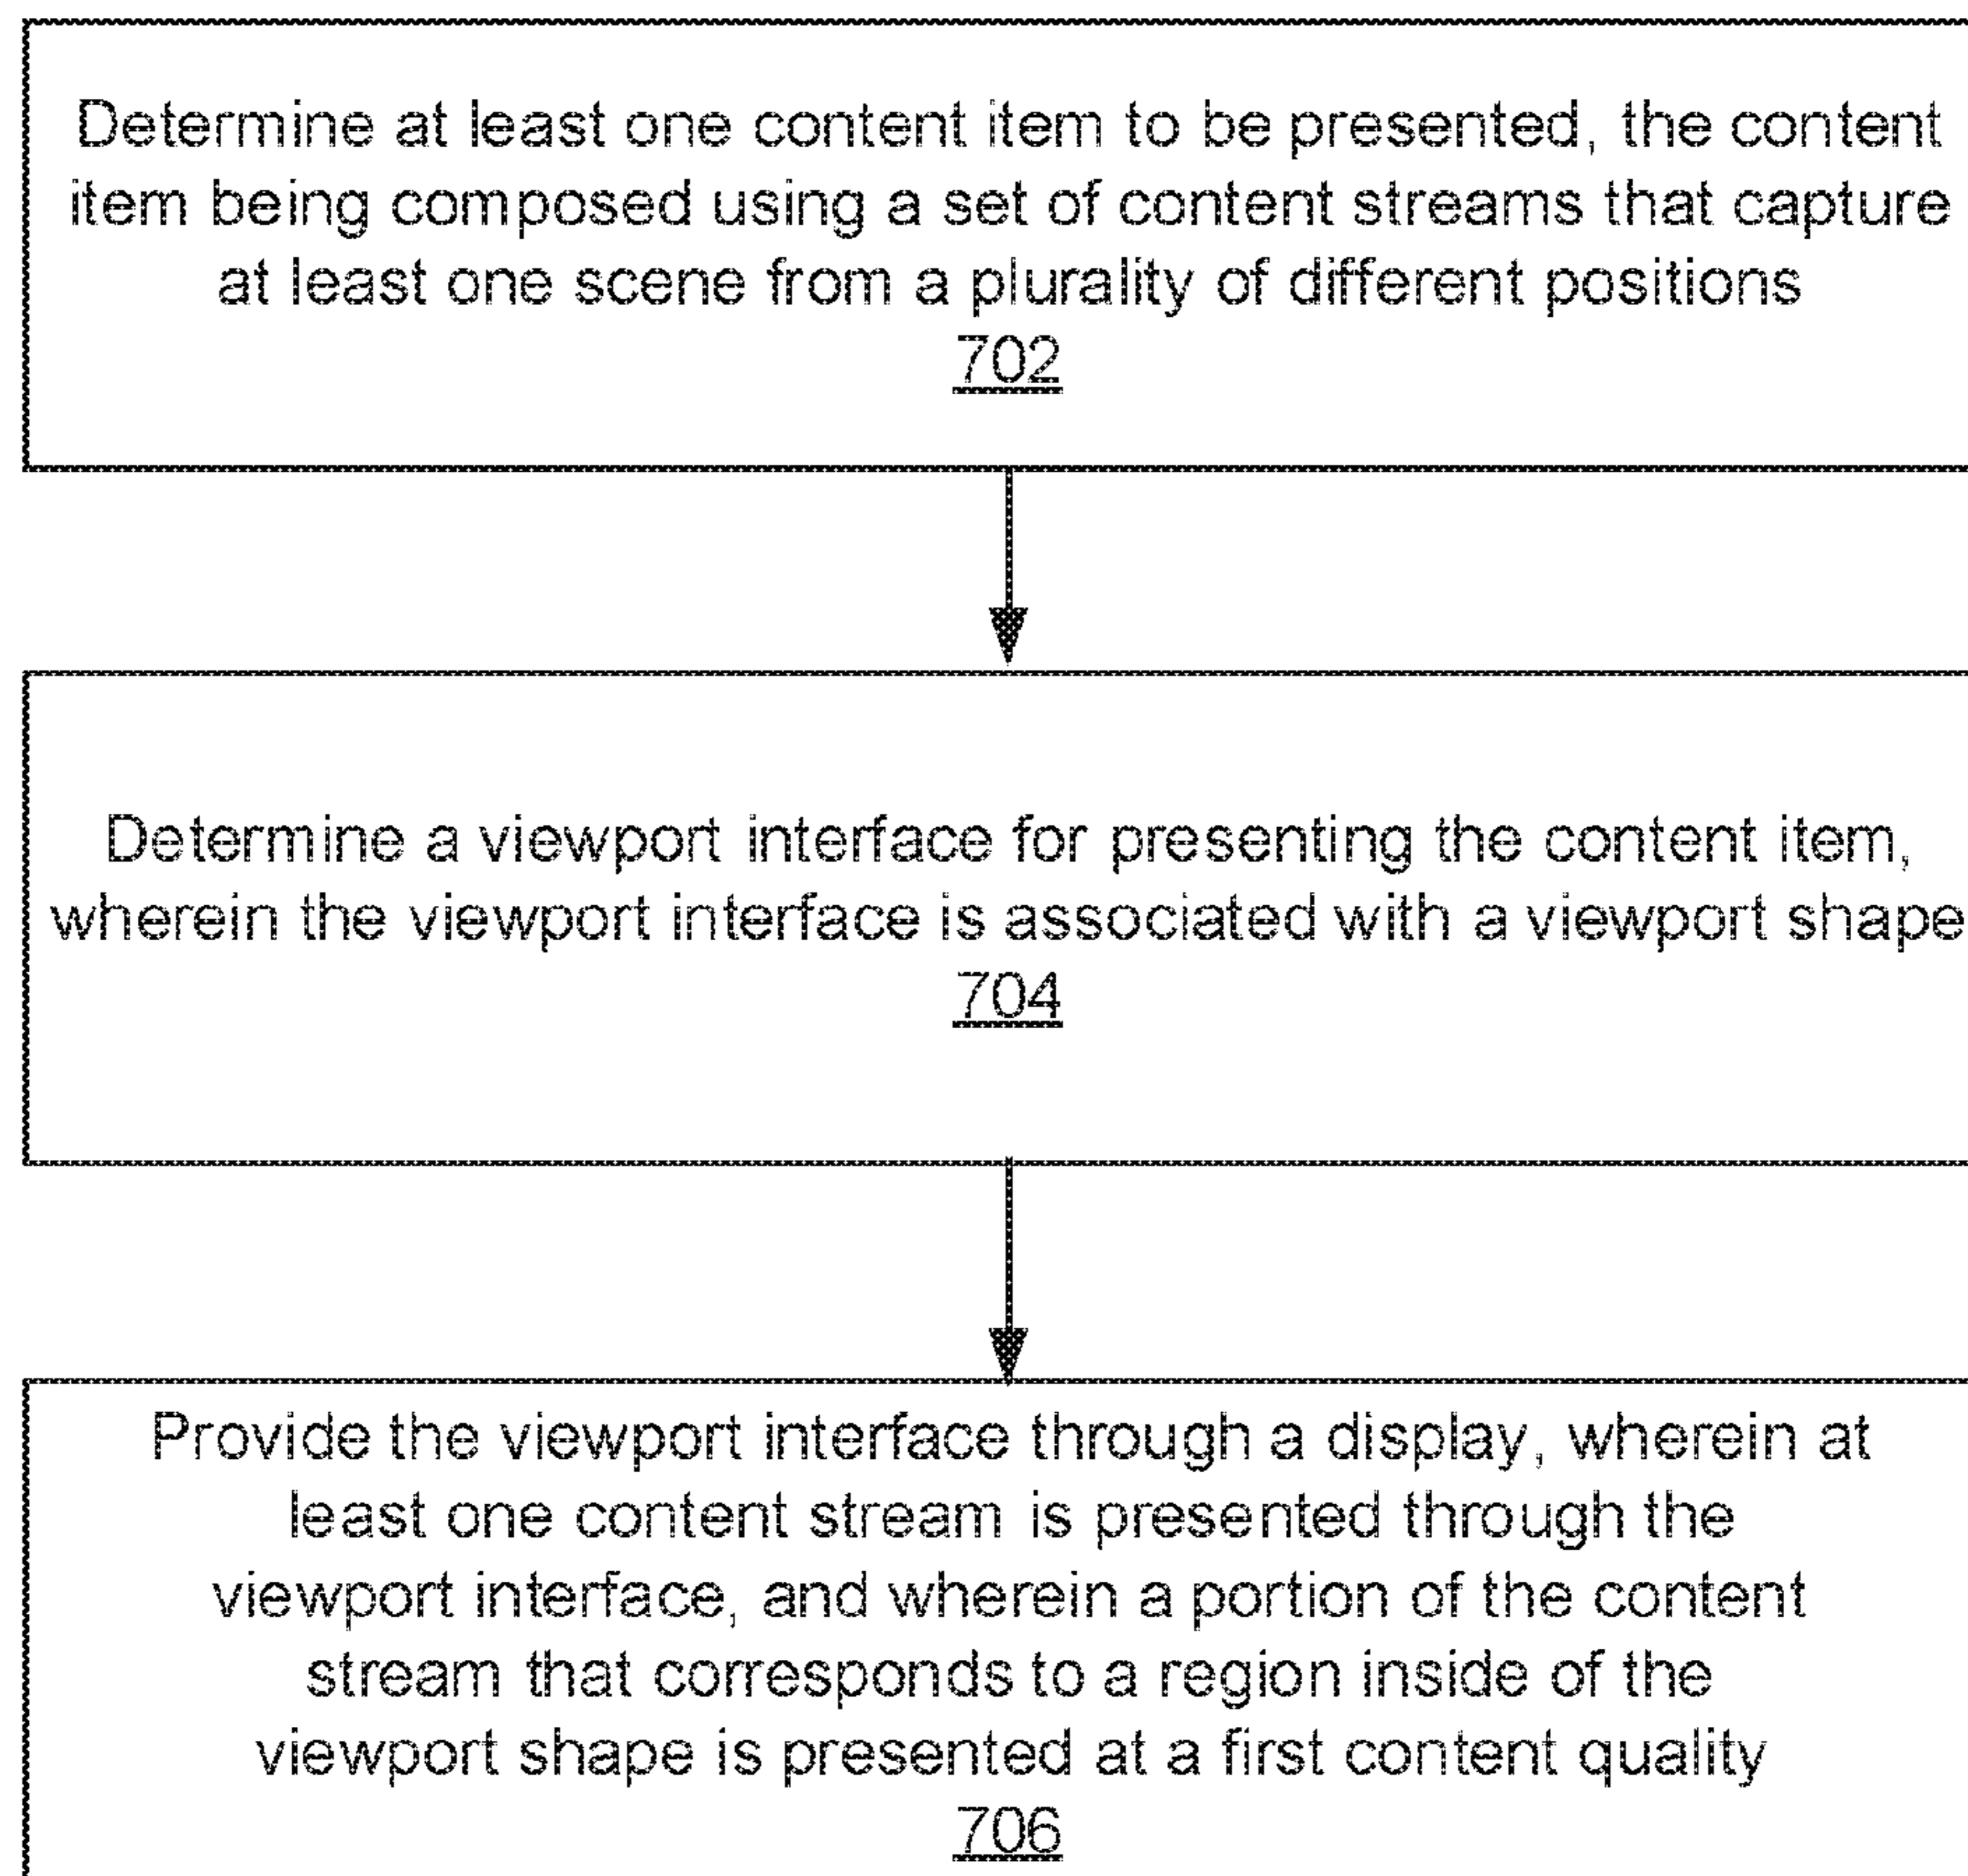 Determine at least one content item to be presented, the content
item being composed using a set of content streams that capture
at least one scene from a plurality of different positions
702
Determine a viewport interface for presenting the content item,
wherein the viewport interface is associated with a viewport shape
704
Provide the viewport interface through a display, wherein at
least one content stream is presented through the
viewport interface, and wherein a portion of the content
stream that corresponds to a region inside of the
viewport shape is presented at a first content quality
706